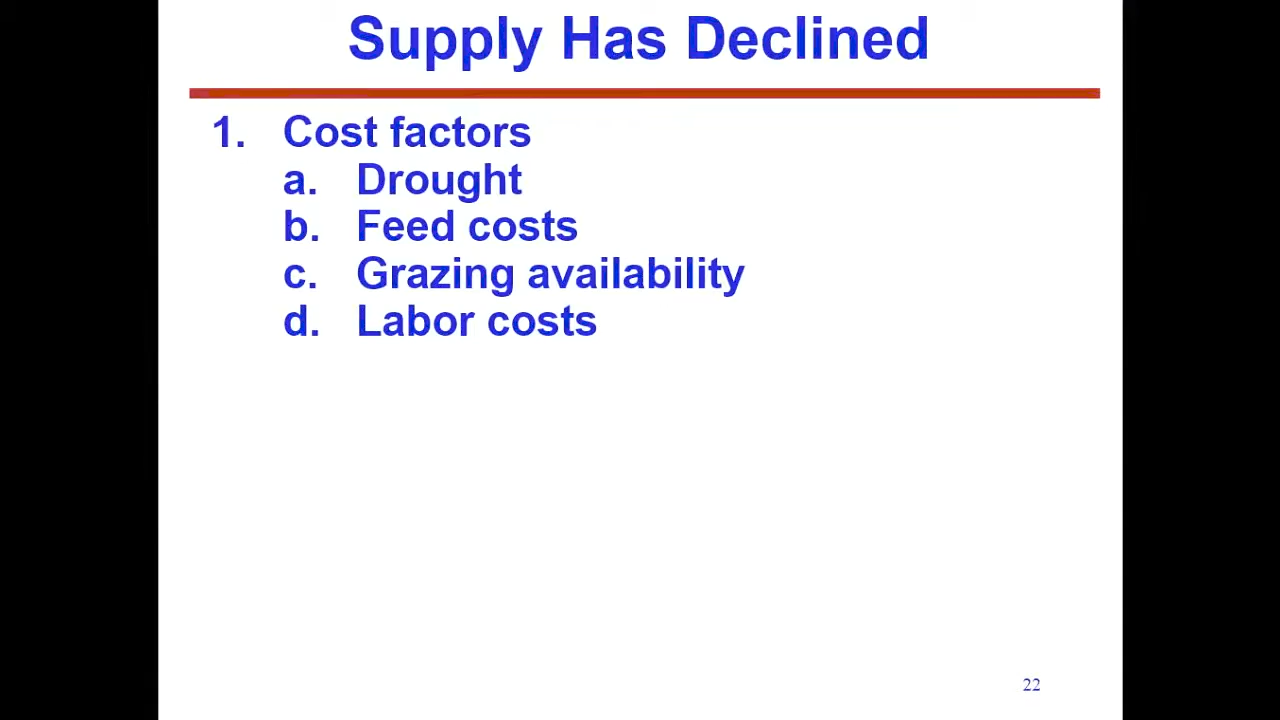 Supply Has Declined
1. Cost factors
a. Drought
b. Feed costs
c. Grazing availability
d. Labor costs
22